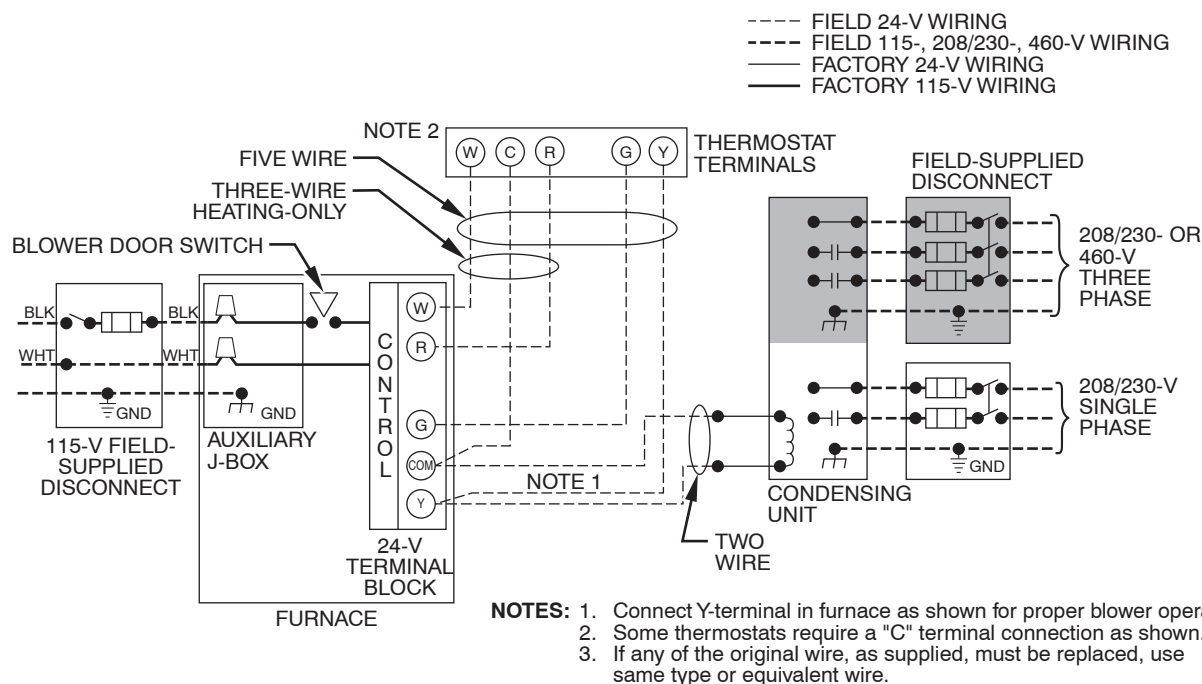 FIELD 24-V WIRING
FIELD 115-, 208/230-, 460-V WIRING
FACTORY 24-V WIRING
FACTORY 115-V WIRING
NOTE 2
W C R G Y
THERMOSTAT
TERMINALS
FIVE WIRE
THREE-WIRE
HEATING-ONLY
BLOWER DOOR SWITCH
FIELD-SUPPLIED
DISCONNECT
208/230- OR
460-V
THREE
PHASE
BLK
BLK
WHT
WHT
GND
GND
115-V FIELD-
SUPPLIED
DISCONNECT
AUXILIARY
J-BOX
CONTROL
W
R
G
COM
Y
NOTE 1
24-V
TERMINAL
BLOCK
FURNACE
TWO
WIRE
CONDENSING
UNIT
208/230-V
SINGLE
PHASE
GND
NOTES: 1. Connect Y-terminal in furnace as shown for proper blower opera
2. Some thermostats require a "C" terminal connection as shown.
3. If any of the original wire, as supplied, must be replaced, use
same type or equivalent wire.